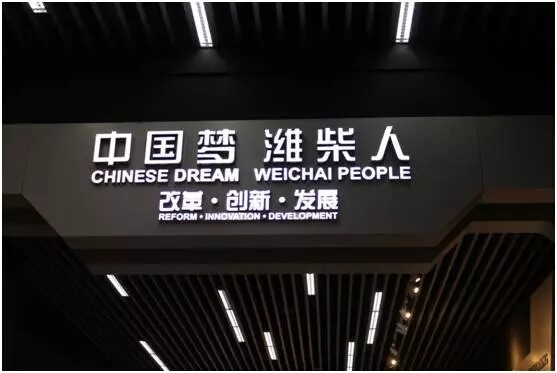 中国梦 潍柴人
CHINESE DREAM WEICHAI PEOPLE
改革·创新·发展
REFORM·INNOVATION·DEVELOPMENT